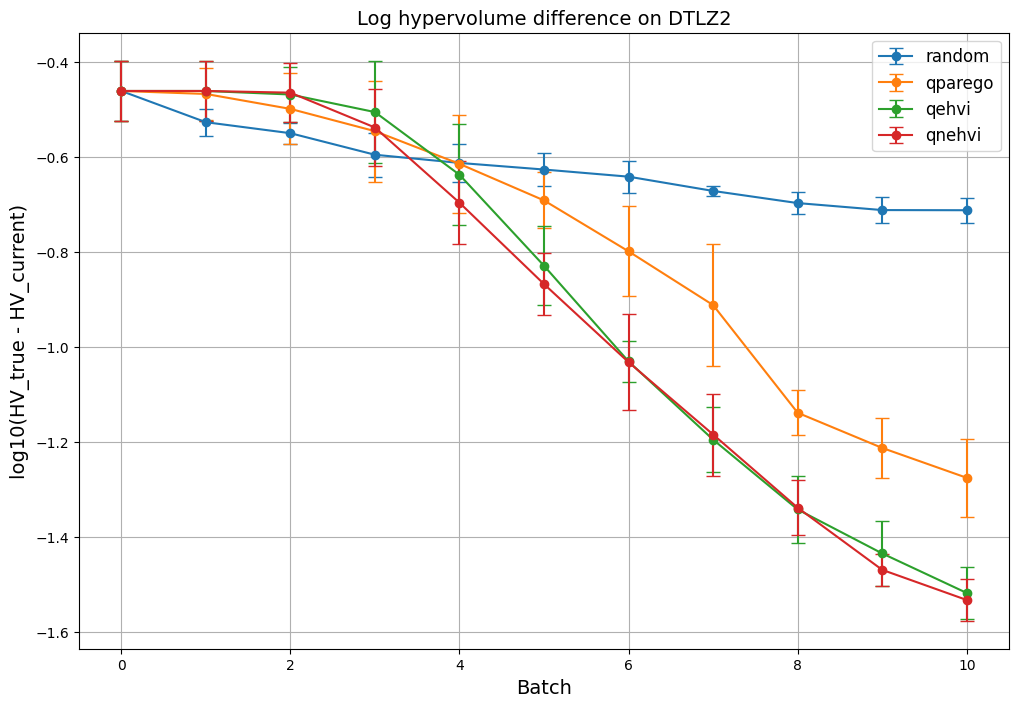 Log hypervolume difference on DTLZ2
random
qparego
qehvi
qnehvi
log10(HV_true - HV_current)
−0.4
−0.6
−0.8
−1.0
−1.2
−1.4
−1.6
0 2 4 6 8 10
Batch